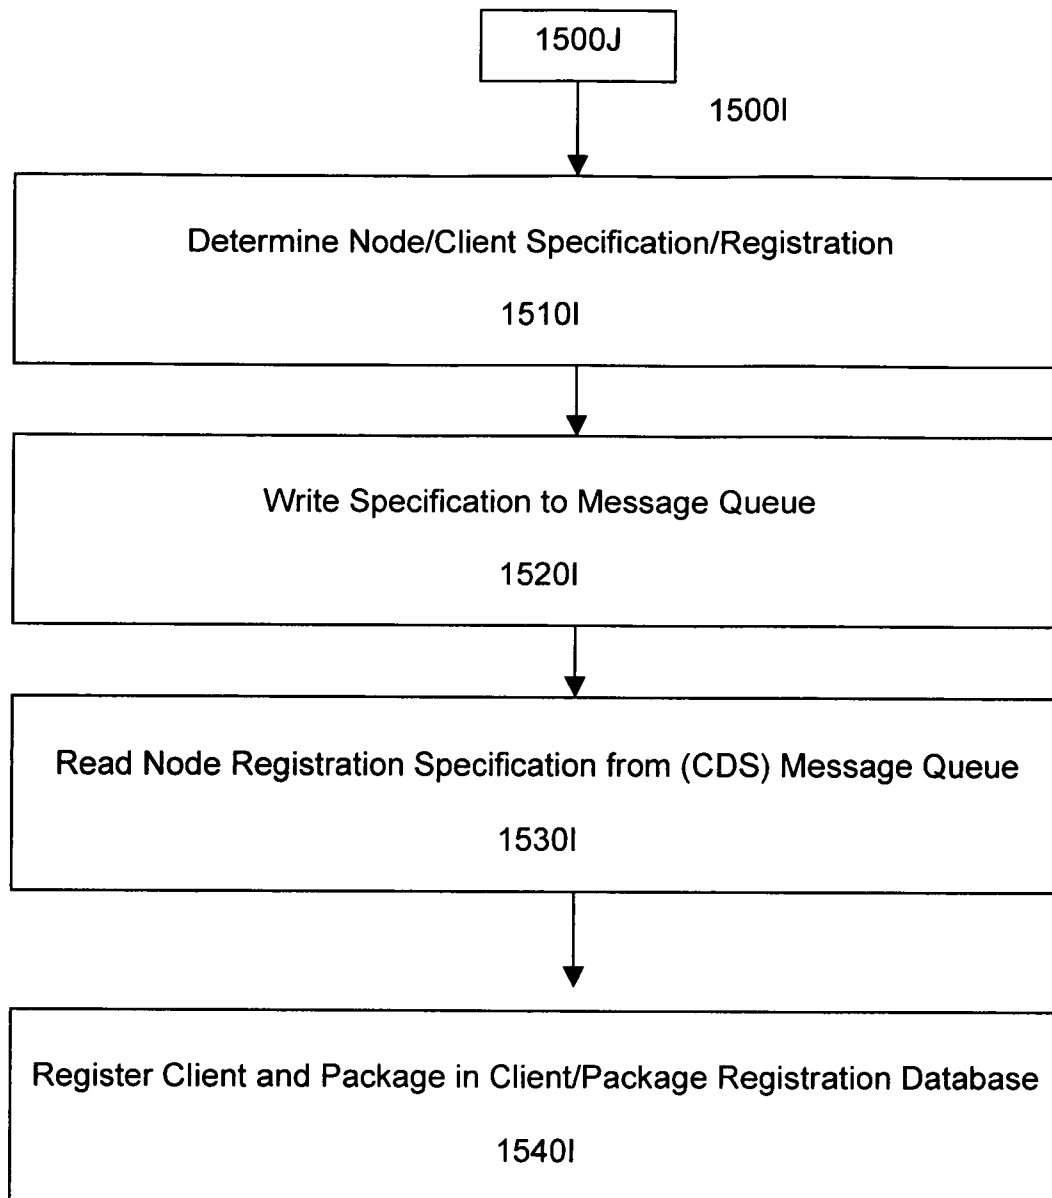 1500J
1500I
Determine Node/Client Specification/Registration
1510I
Write Specification to Message Queue
1520I
Read Node Registration Specification from (CDS) Message Queue
1530I
Register Client and Package in Client/Package Registration Database
1540I